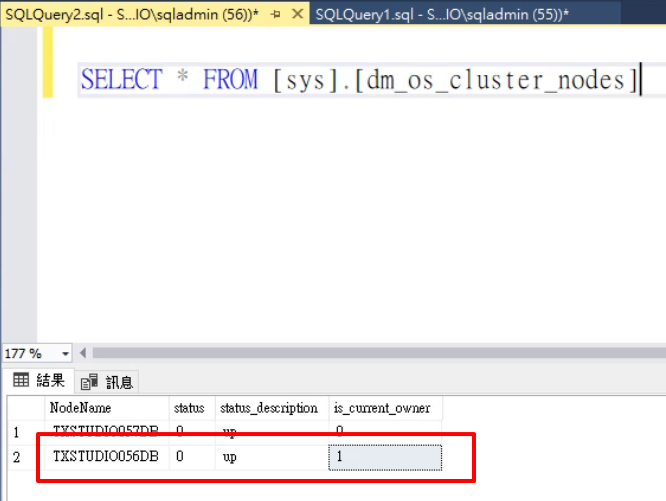 SQLQuery2.sql - S...IO\sqladmin (56))* SQLQuery1.sql - S...IO\sqladmin (55))*
SELECT * FROM [sys].[dm_os_cluster_nodes]
177 %
結果 訊息
NodeName status status_description is_current_owner
1 TXSTUDIO057DB 0 up 0
2 TXSTUDIO056DB 0 up 1